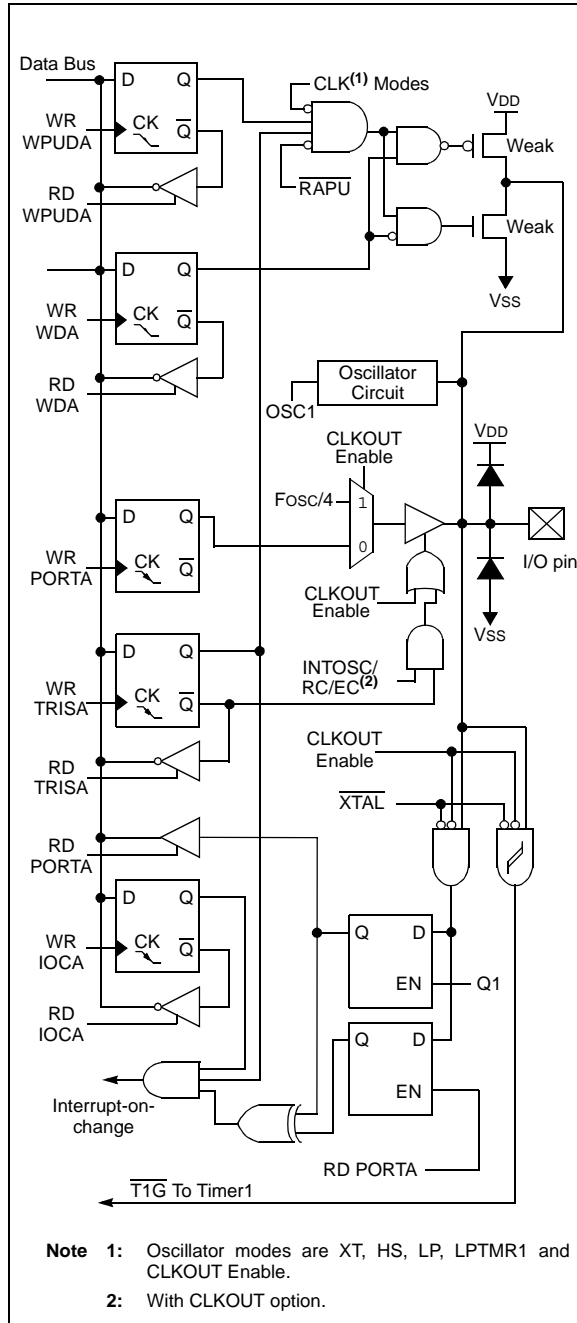 Data Bus
D Q
CLK(1) Modes
VDD
WR
WPUDA
CK Q
Weak
RAPU
RD
WPUDA
Weak
D Q
VSS
WR
WDA
CK Q
RD
WDA
Oscillator
Circuit
OSC1
CLKOUT
Enable
VDD
FOSC/4
1
D Q
0
WR
PORTA
CK Q
I/O pin
CLKOUT
Enable
VSS
D Q
INTOSC/
RC/EC(2)
WR
TRISA
CK Q
CLKOUT
Enable
RD
TRISA
XTAL
RD
PORTA
D Q
WR
IOCA
CK Q
Q D
EN
Q1
RD
IOCA
Q D
EN
Interrupt-on-
change
RD PORTA
T1G To Timer1
Note 1: Oscillator modes are XT, HS, LP, LPTMR1 and
CLKOUT Enable.
2: With CLKOUT option.